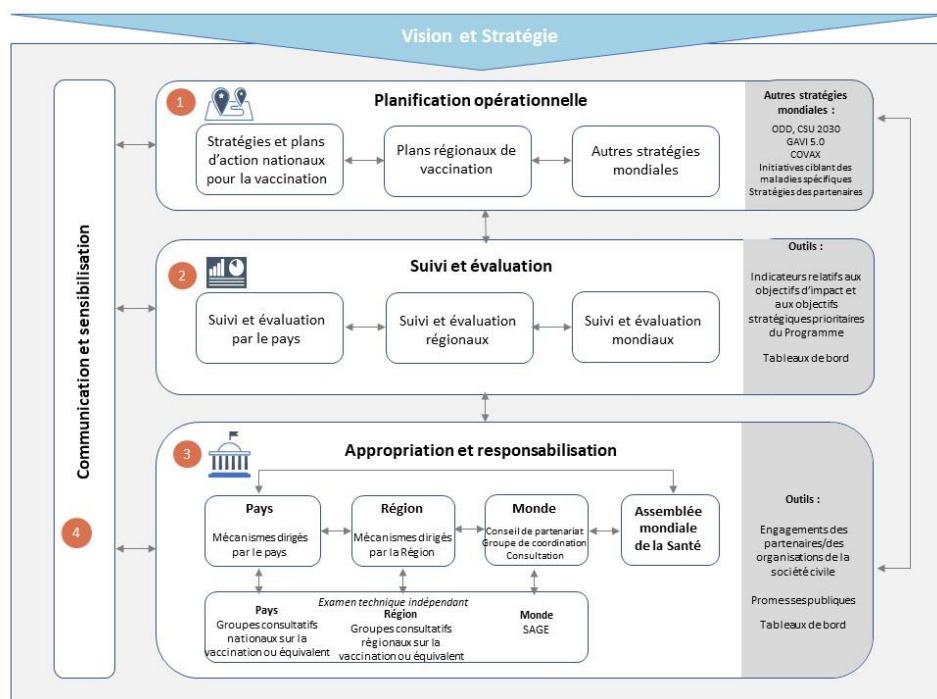 Vision et Stratégie
Communication et sensibilisation
4
1
Planification opérationnelle
Stratégies et plans
d'action nationaux
pour la vaccination
Plans régionaux de
vaccination
Autres stratégies
mondiales
Autres stratégies
mondiales :
ODD, CSU 2030
GAVI 5.0
COVAX
Initiatives ciblant des
maladies spécifiques
Stratégies des partenaires
2
Suivi et évaluation
Suivi et évaluation
par le pays
Suivi et évaluation
régionaux
Suivi et évaluation
mondiaux
Outils :
Indicateurs relatifs aux
objectifs d'impact et
aux objectifs
stratégiques prioritaires
du Programme
Tableaux de bord
3
Appropriation et responsabilisation
Pays
Mécanismes dirigés
par le pays
Région
Mécanismes dirigés
par la Région
Monde
Conseil de partenariat
Groupe de coordination
Consultation
Assemblée
mondiale
de la Santé
Examen technique indépendant
Pays
Groupes consultatifs
nationaux sur la
vaccination ou équivalent
Région
Groupes consultatifs
régionaux sur la
vaccination ou équivalent
Monde
SAGE
Outils :
Engagements des
partenaires/des
organisations de la
société civile
Promesses publiques
Tableaux de bord